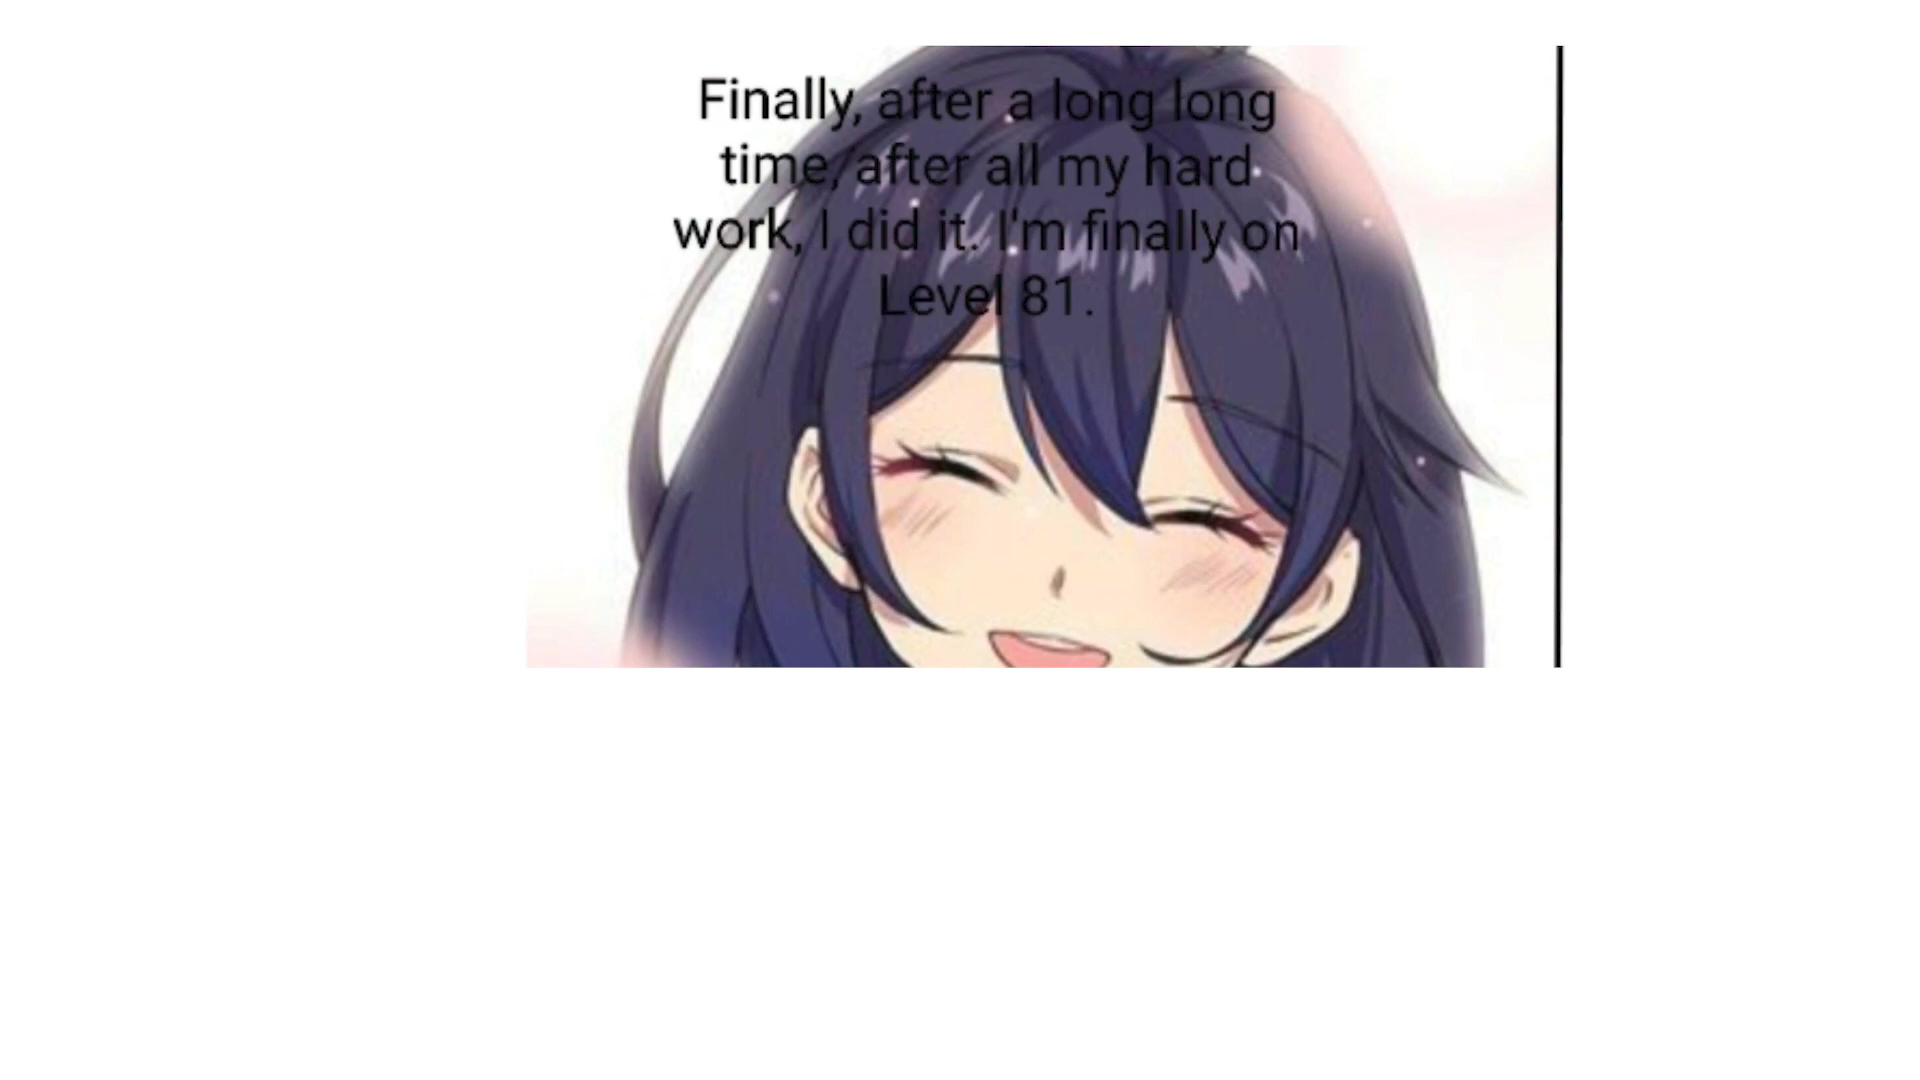 Finally, after a long long
time, after all my hard
work, I did it. I'm finally on
Level 81.